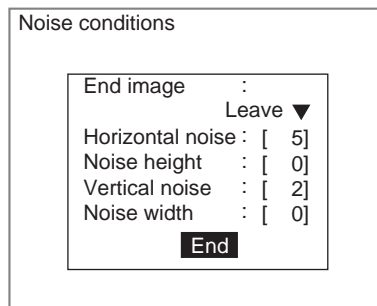 Noise conditions
End image :
Leave ▼
Horizontal noise : [ 5]
Noise height : [ 0]
Vertical noise : [ 2]
Noise width : [ 0]
End